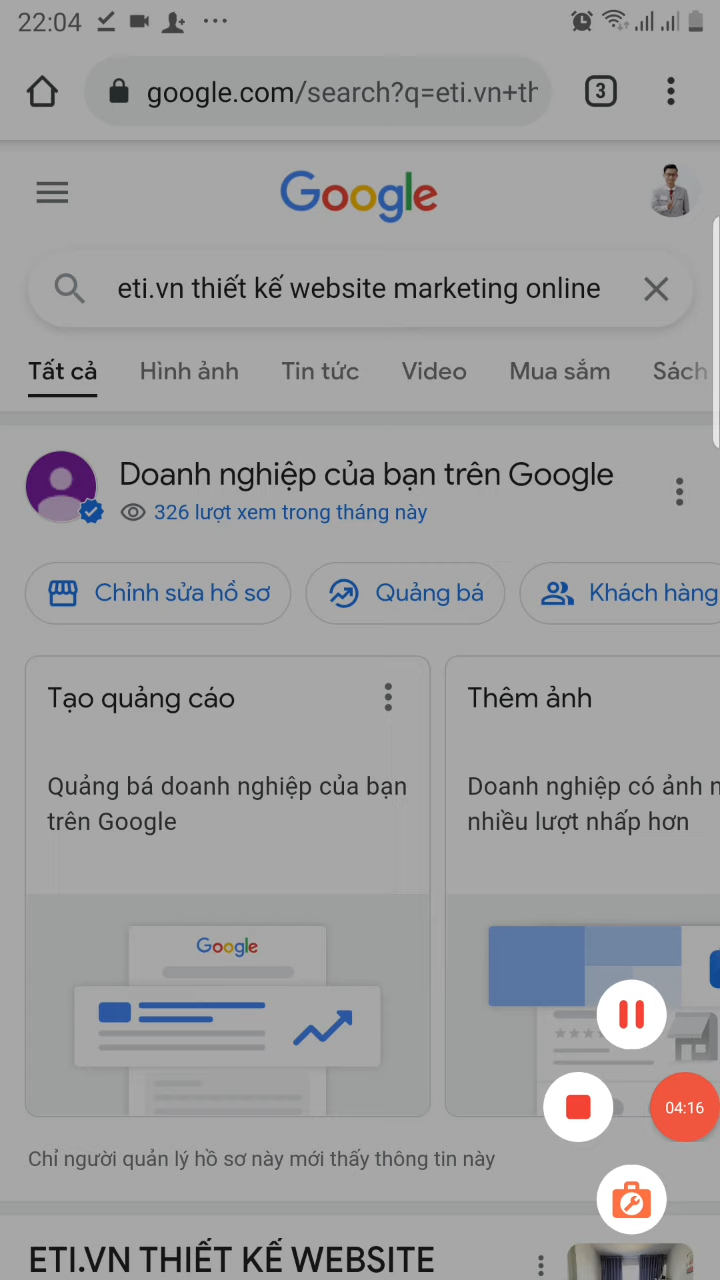 22:04
google.com/search?q=eti.vn+th
3
Google
eti.vn thiết kế website marketing online
Tất cả Hình ảnh Tin tức Video Mua sắm Sách
Doanh nghiệp của bạn trên Google
326 lượt xem trong tháng này
Chỉnh sửa hồ sơ Quảng bá Khách hàng
Tạo quảng cáo
Quảng bá doanh nghiệp của bạn
trên Google
Google
Thêm ảnh
Doanh nghiệp có ảnh n
nhiều lượt nhấp hơn
04:16
Chỉ người quản lý hồ sơ này mới thấy thông tin này
ETI.VN THIẾT KẾ WEBSITE